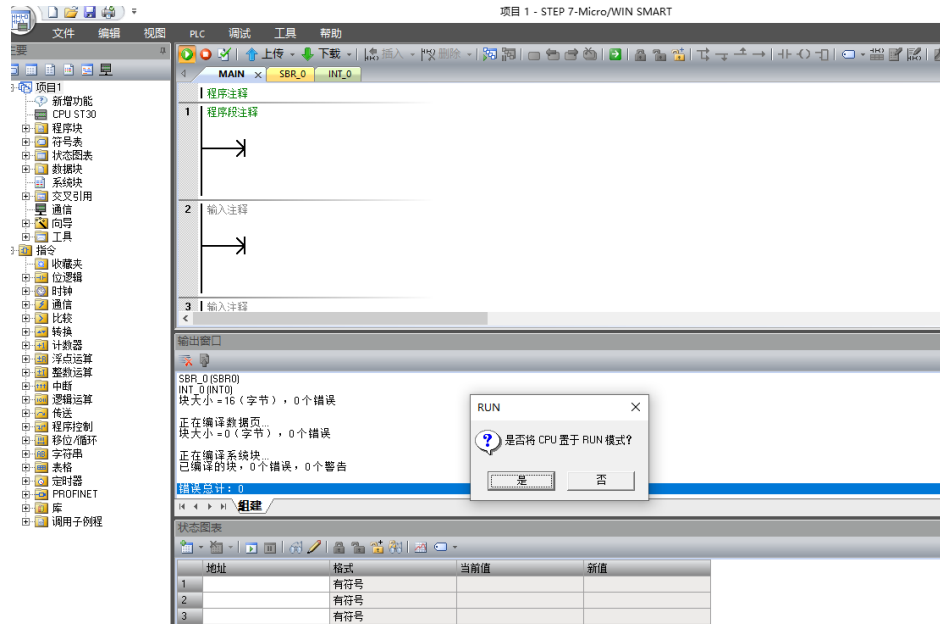 项目 1 - STEP 7-Micro/WIN SMART
文件 编辑 视图 PLC 调试 工具 帮助
上传 下载 插入 删除
MAIN SBR_0 INT_0
项目1
新增功能
CPU ST30
程序块
符号表
状态图表
数据块
系统块
交叉引用
通信
向导
工具
指令
收藏夹
位逻辑
时钟
通信
比较
转换
计数器
浮点运算
整数运算
中断
逻辑运算
传送
程序控制
移位/循环
字符串
表格
定时器
PROFINET
库
调用子例程
程序注释
1 程序段注释
2 输入注释
3 输入注释
输出窗口
SBR_0 (SBR0)
INT_0 (INT0)
块大小 =16（字节），0个错误
正在编译数据页...
块大小 =0（字节），0个错误
正在编译系统块...
已编译的块，0个错误，0个警告
错误总计：0
组建
RUN
是否将 CPU 置于 RUN 模式?
是 否
状态图表
地址 格式 当前值 新值
1 有符号
2 有符号
3 有符号